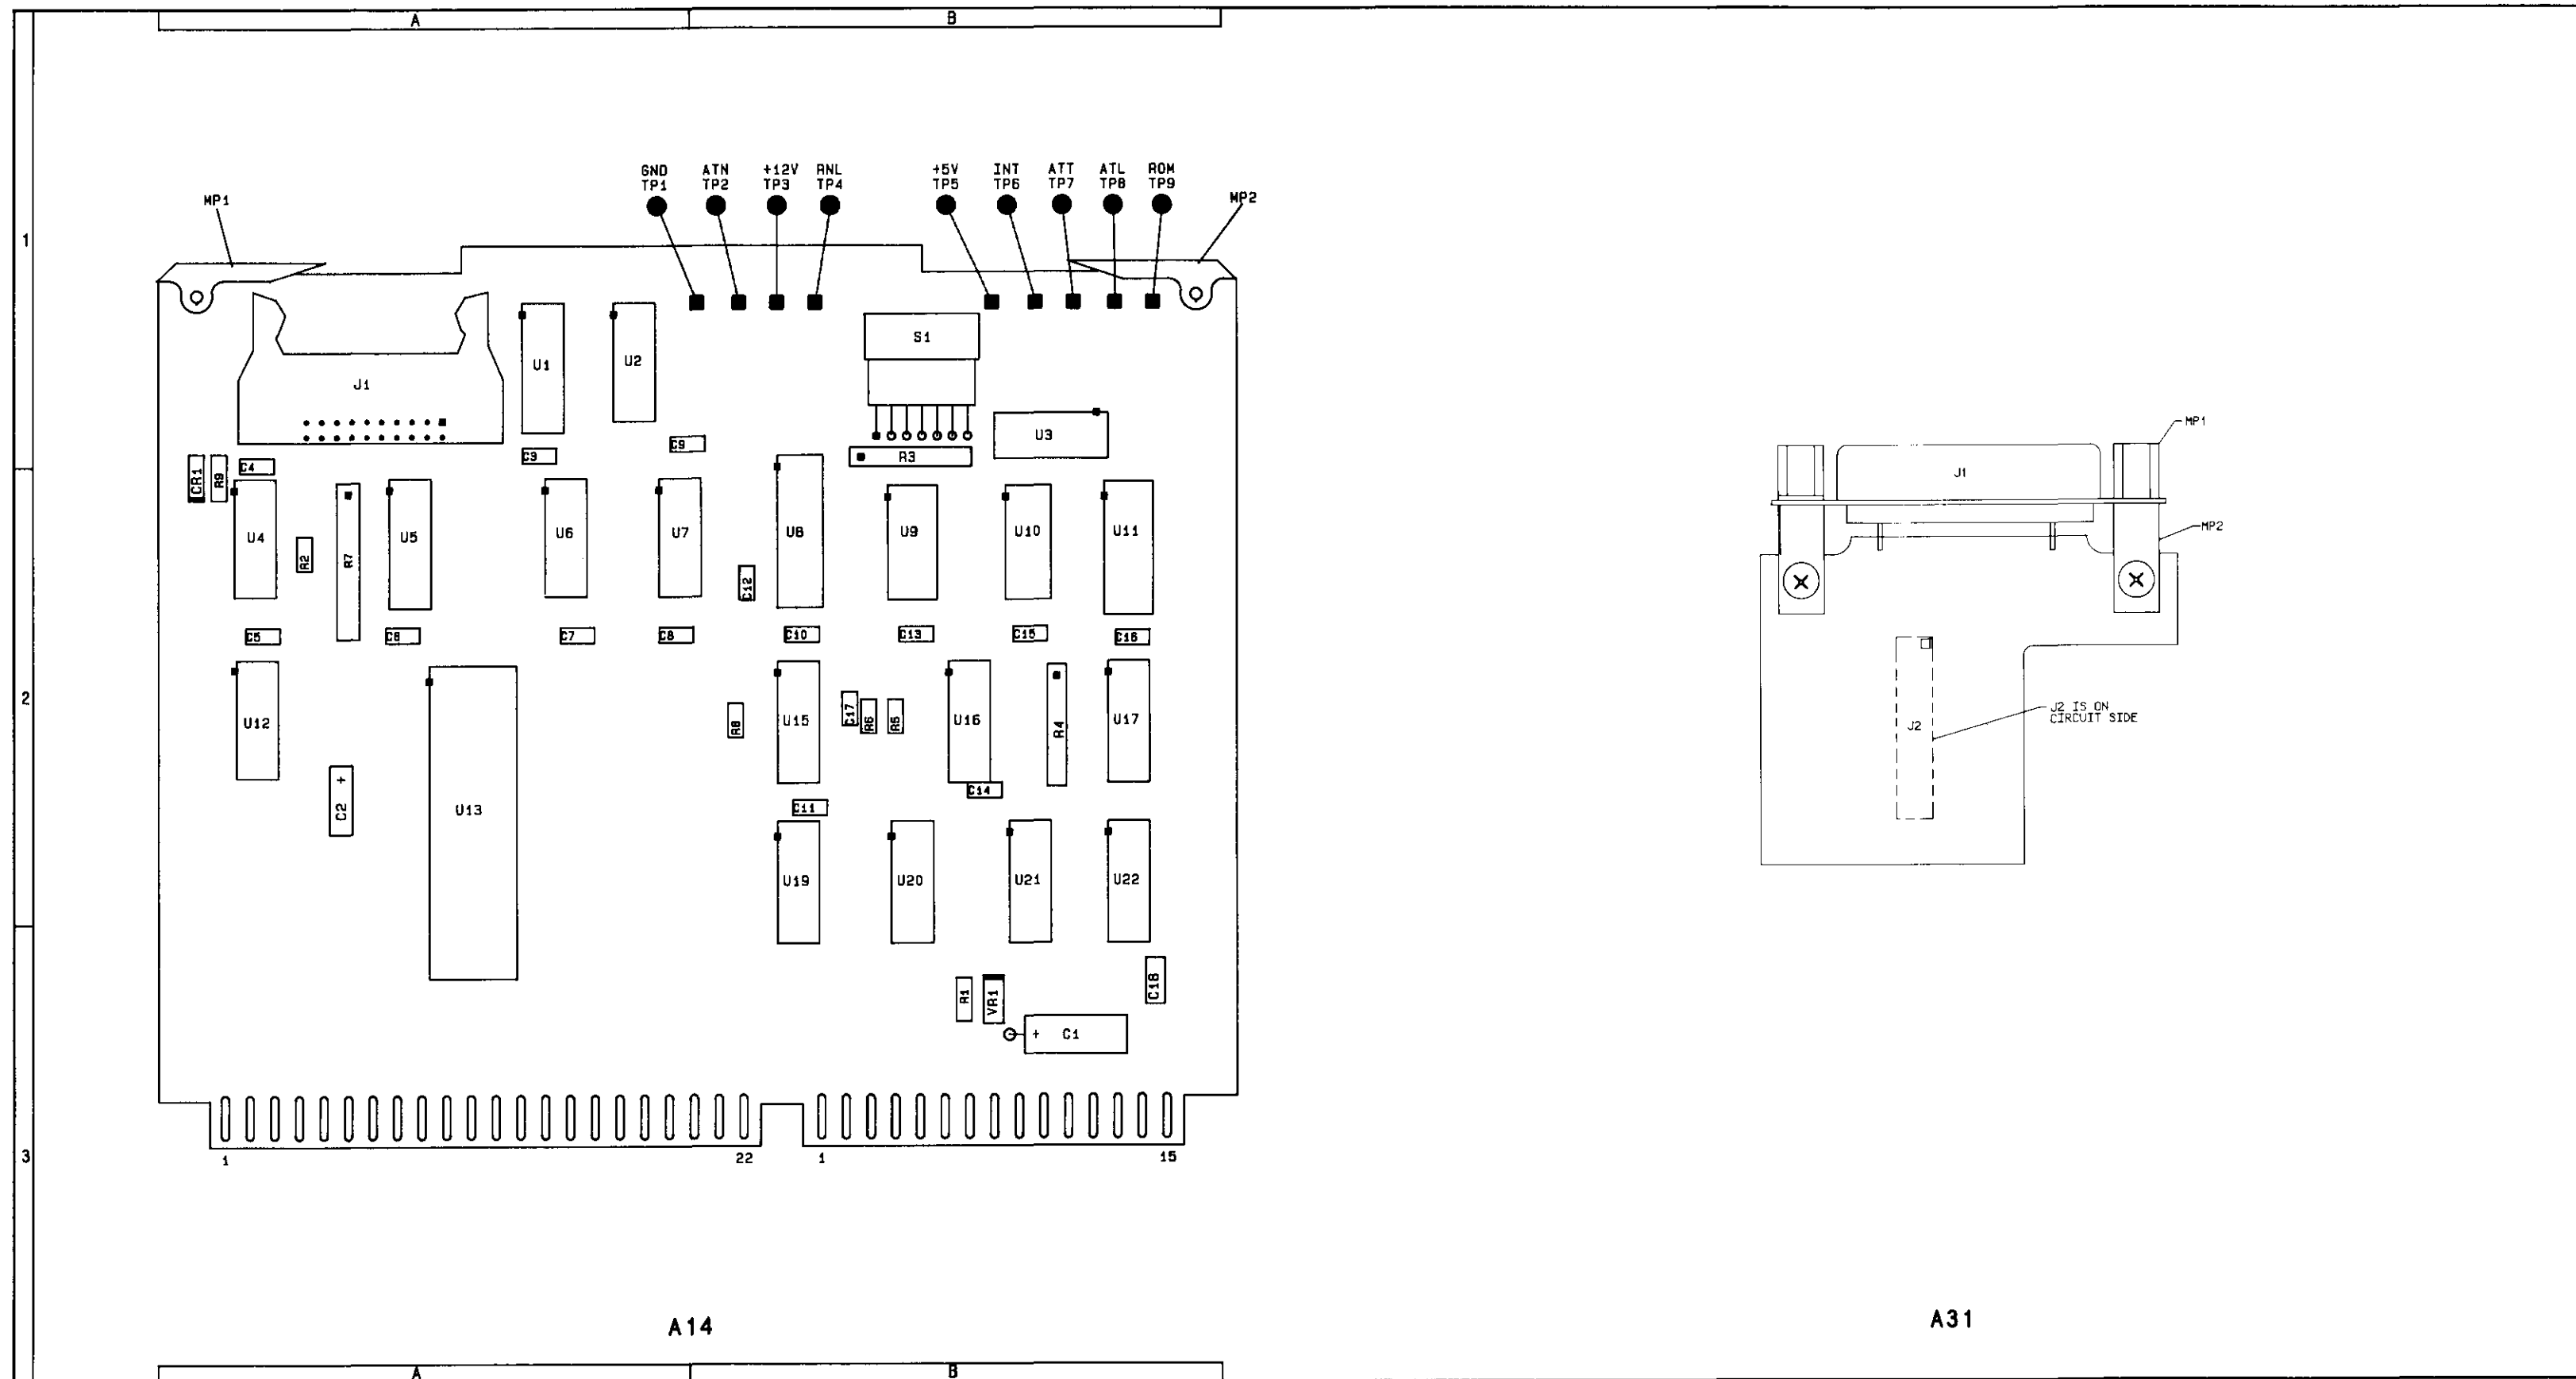 A B
GND ATN +12V RNL +5V INT ATT ATL ROM
TP1 TP2 TP3 TP4 TP5 TP6 TP7 TP8 TP9
MP1 MP2
1
S1
U1 U2
J1
U3
C9
C3 R3
C4
CR1 R9
U4 R2 R7 U5 U6 U7 U8 U9 U10 U11
C12
C5 C6 C7 C8 C10 C13 C15 C16
2
U12 R8 U15 C17 R6 R5 U16 R4 U17
C14
C2 + U13 C11
U19 U20 U21 U22
R1 VR1 C18
+ C1
3
1 22 1 15
A14
A B
MP1
J1
MP2
J2 IS ON
CIRCUIT SIDE
J2
A31